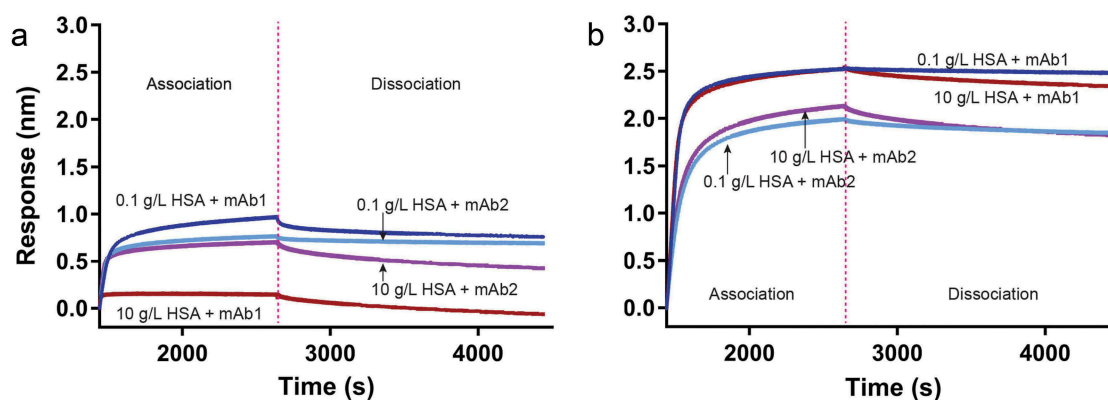 a
3.0
2.5
2.0
1.5
1.0
0.5
0.0
Response (nm)
Association
Dissociation
0.1 g/L HSA + mAb1
0.1 g/L HSA + mAb2
10 g/L HSA + mAb2
10 g/L HSA + mAb1
2000
3000
4000
Time (s)
b
3.0
2.5
2.0
1.5
1.0
0.5
0.0
0.1 g/L HSA + mAb1
10 g/L HSA + mAb1
10 g/L HSA + mAb2
0.1 g/L HSA + mAb2
Association
Dissociation
2000
3000
4000
Time (s)